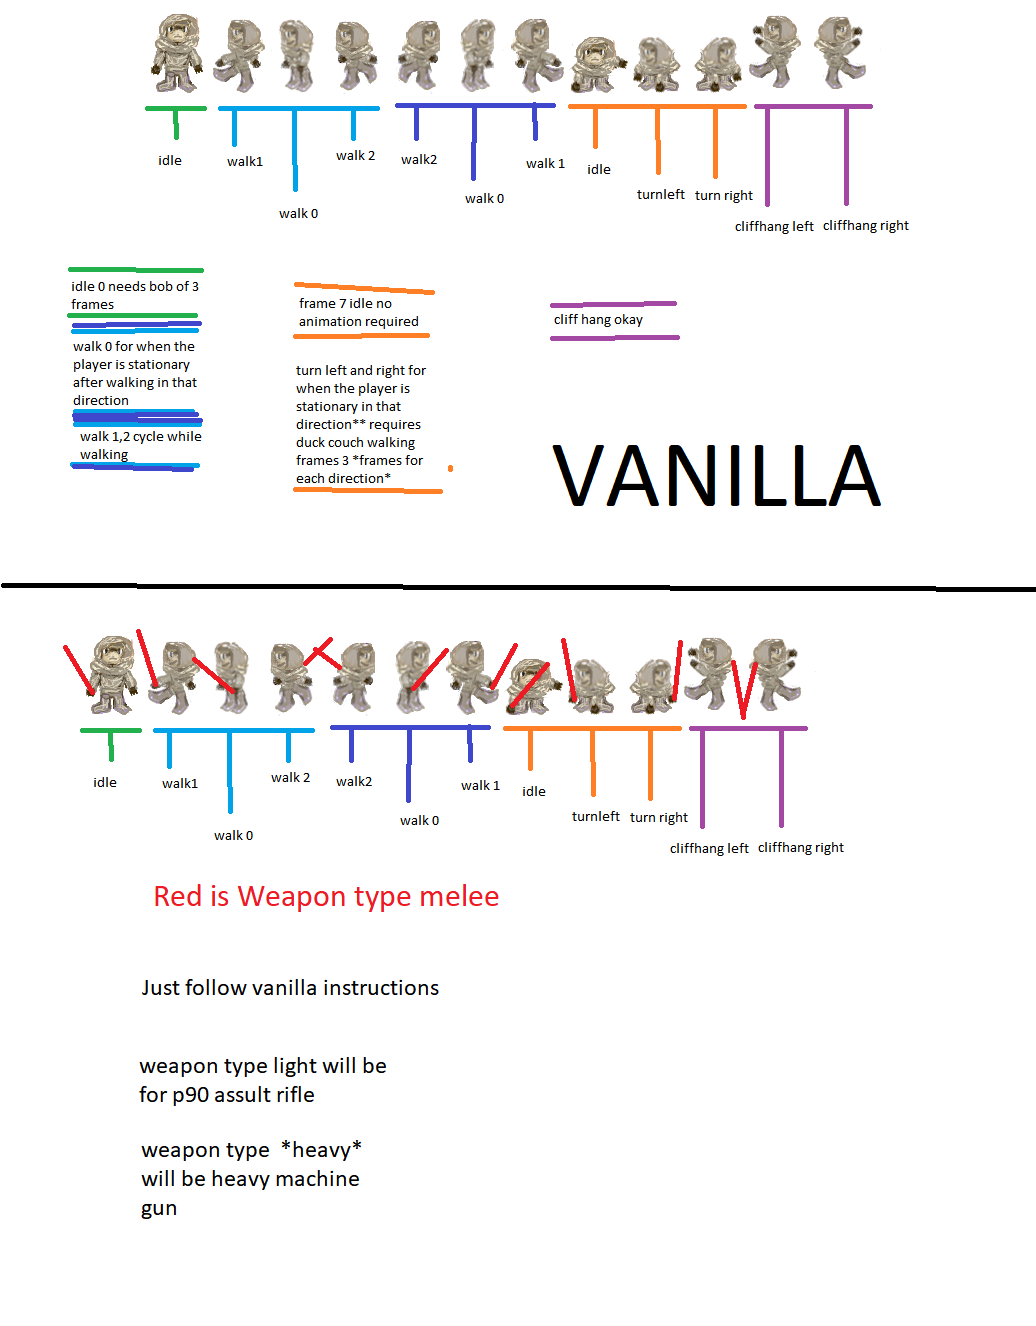 idle
walk1
walk 0
walk 2
walk2
walk 0
walk 1
idle
turnleft
turn right
cliffhang left
cliffhang right
idle 0 needs bob of 3
frames
walk 0 for when the
player is stationary
after walking in that
direction
walk 1,2 cycle while
walking
frame 7 idle no
animation required
turn left and right for
when the player is
stationary in that
direction** requires
duck couch walking
frames 3 *frames for
each direction*
cliff hang okay
VANILLA
idle
walk1
walk 0
walk 2
walk2
walk 0
walk 1
idle
turnleft
turn right
cliffhang left
cliffhang right
Red is Weapon type melee
Just follow vanilla instructions
weapon type light will be
for p90 assult rifle
weapon type  *heavy*
will be heavy machine
gun